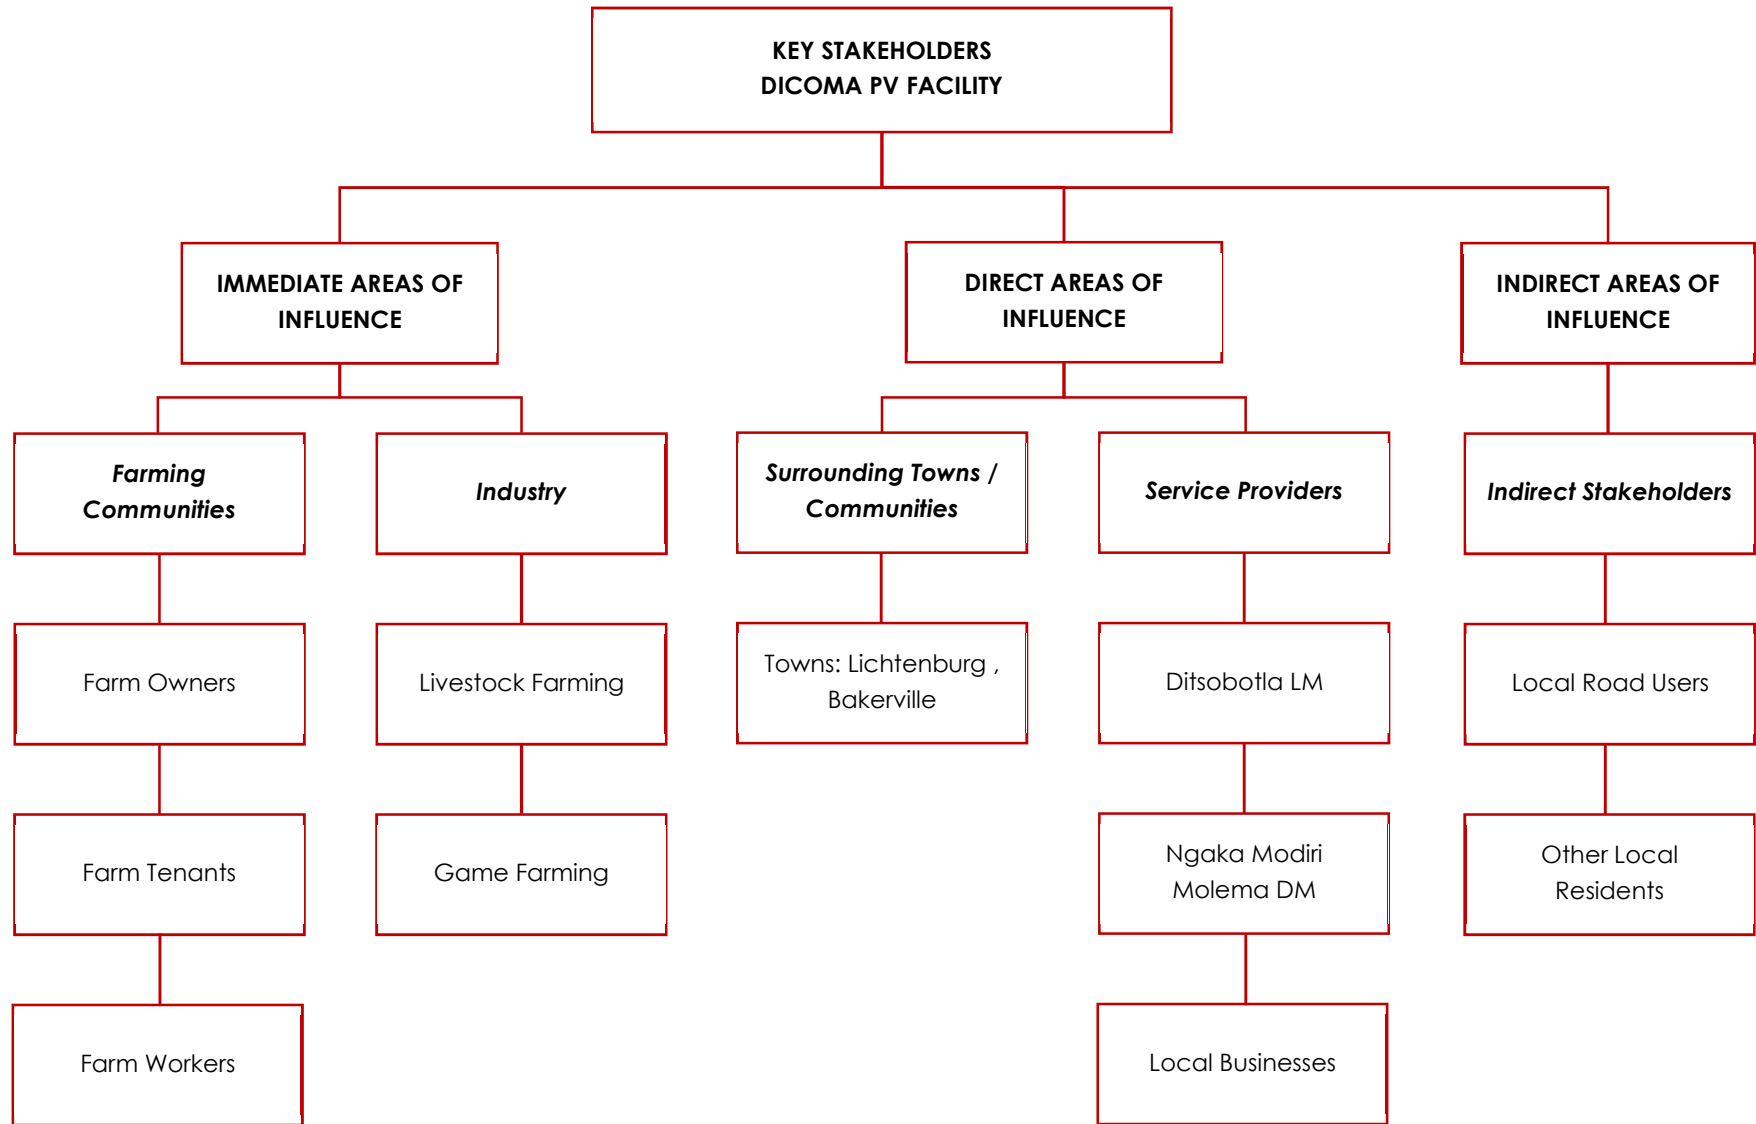 KEY STAKEHOLDERS
DICOMA PV FACILITY
IMMEDIATE AREAS OF
INFLUENCE
DIRECT AREAS OF
INFLUENCE
INDIRECT AREAS OF
INFLUENCE
Farming
Communities
Industry
Surrounding Towns /
Communities
Service Providers
Indirect Stakeholders
Farm Owners
Livestock Farming
Towns: Lichtenburg ,
Bakerville
Ditsobotla LM
Local Road Users
Farm Tenants
Game Farming
Ngaka Modiri
Molema DM
Other Local
Residents
Farm Workers
Local Businesses